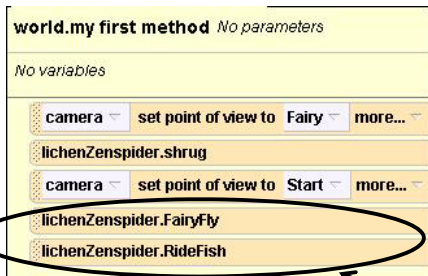 world.my first method No parameters
No variables
camera set point of view to Fairy more...
lichenZenspider.shrug
camera set point of view to Start more...
lichenZenspider.FairyFly
lichenZenspider.RideFish